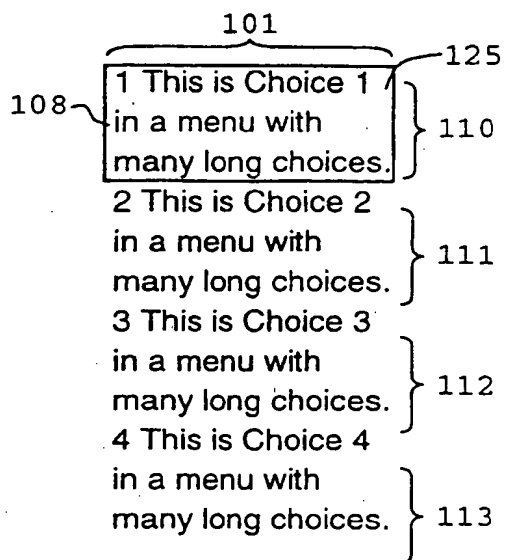 101
1 This is Choice 1 125
108 in a menu with 110
many long choices.
2 This is Choice 2
in a menu with 111
many long choices.
3 This is Choice 3
in a menu with
many long choices. 112
4 This is Choice 4
in a menu with
many long choices. 113